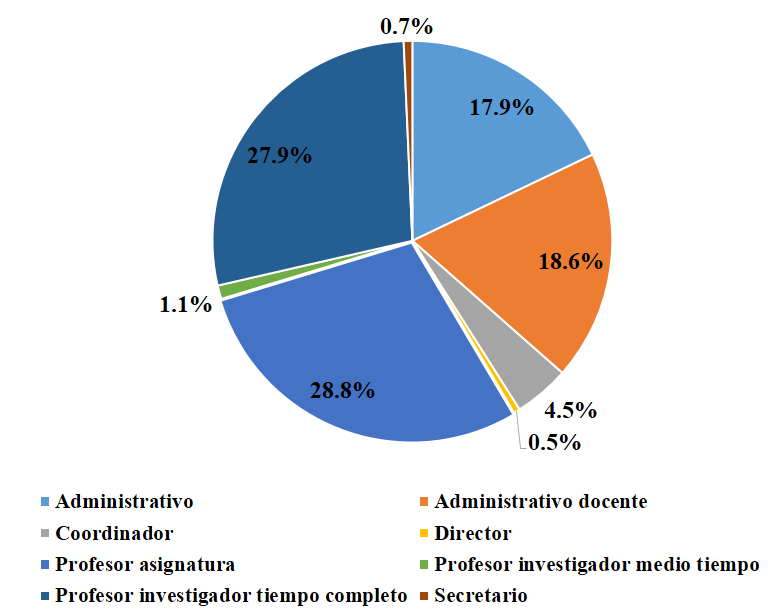 0.7%
17.9%
27.9%
18.6%
1.1%
28.8%
4.5%
0.5%
Administrativo
Administrativo docente
Coordinador
Director
Profesor asignatura
Profesor investigador medio tiempo
Profesor investigador tiempo completo
Secretario